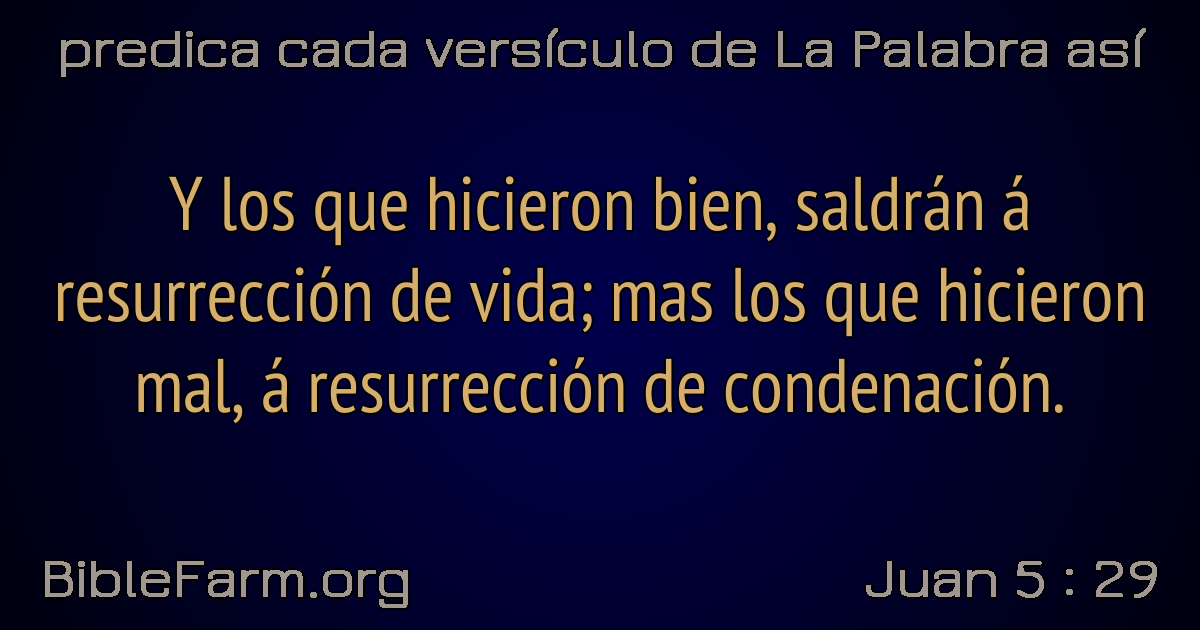 predica cada versículo de La Palabra así
Y los que hicieron bien, saldrán á
resurrección de vida; mas los que hicieron
mal, á resurrección de condenación.
BibleFarm.org
Juan 5 : 29